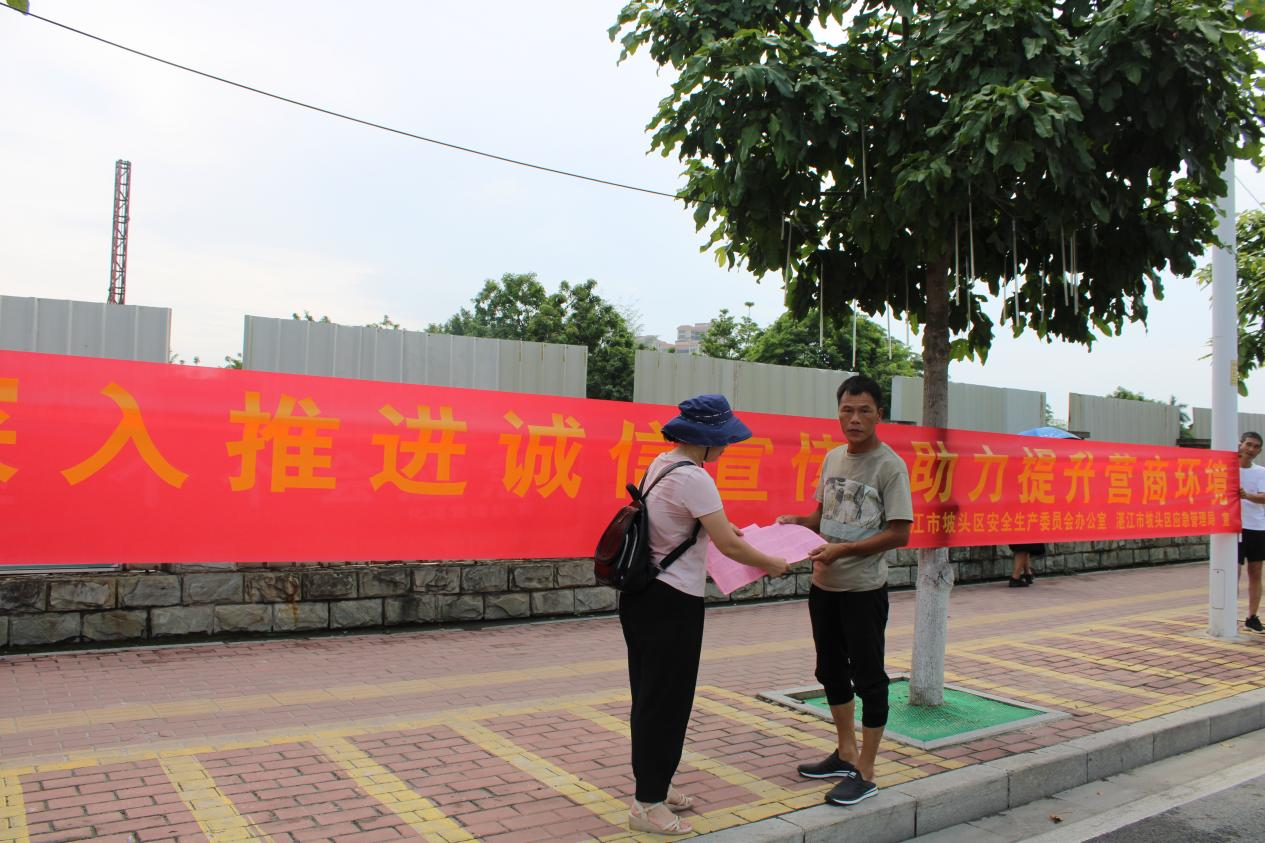 入推进诚信宣传 助力提升营商环境
江市坡头区安全生产委员会办公室 湛江市坡头区应急管理局 宣